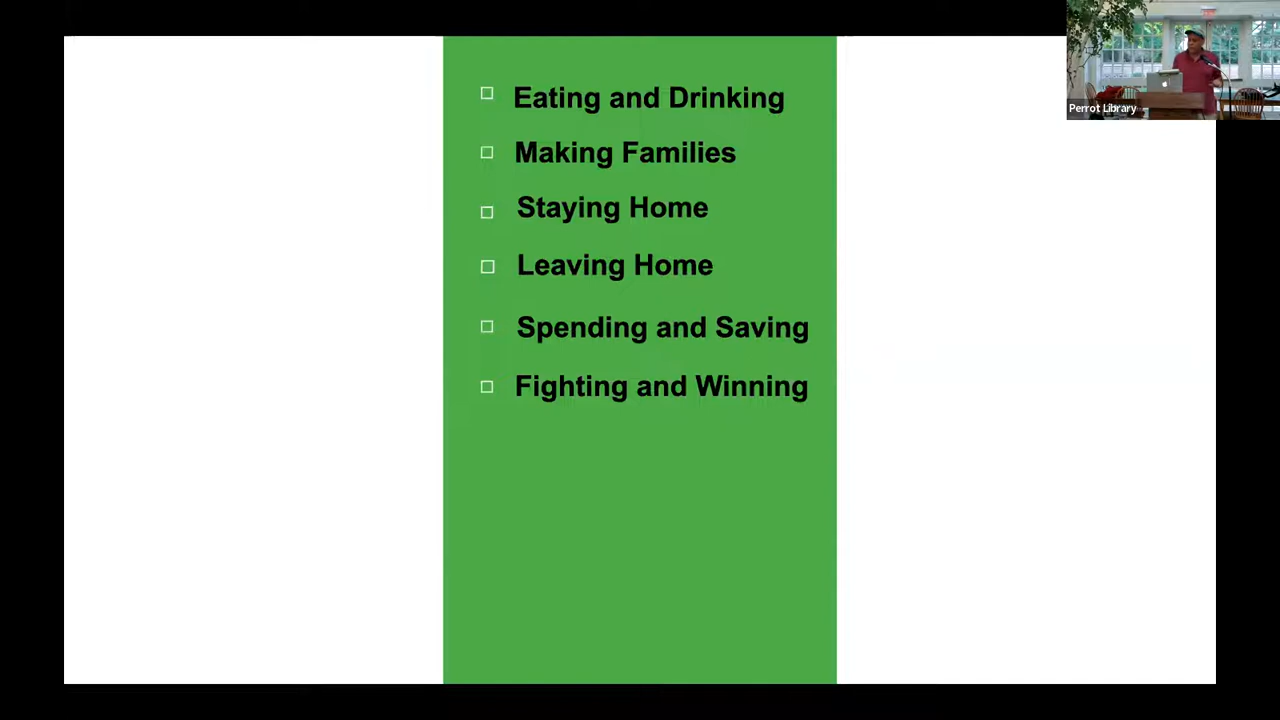 Eating and Drinking
Making Families
Staying Home
Leaving Home
Spending and Saving
Fighting and Winning
Perrot Library